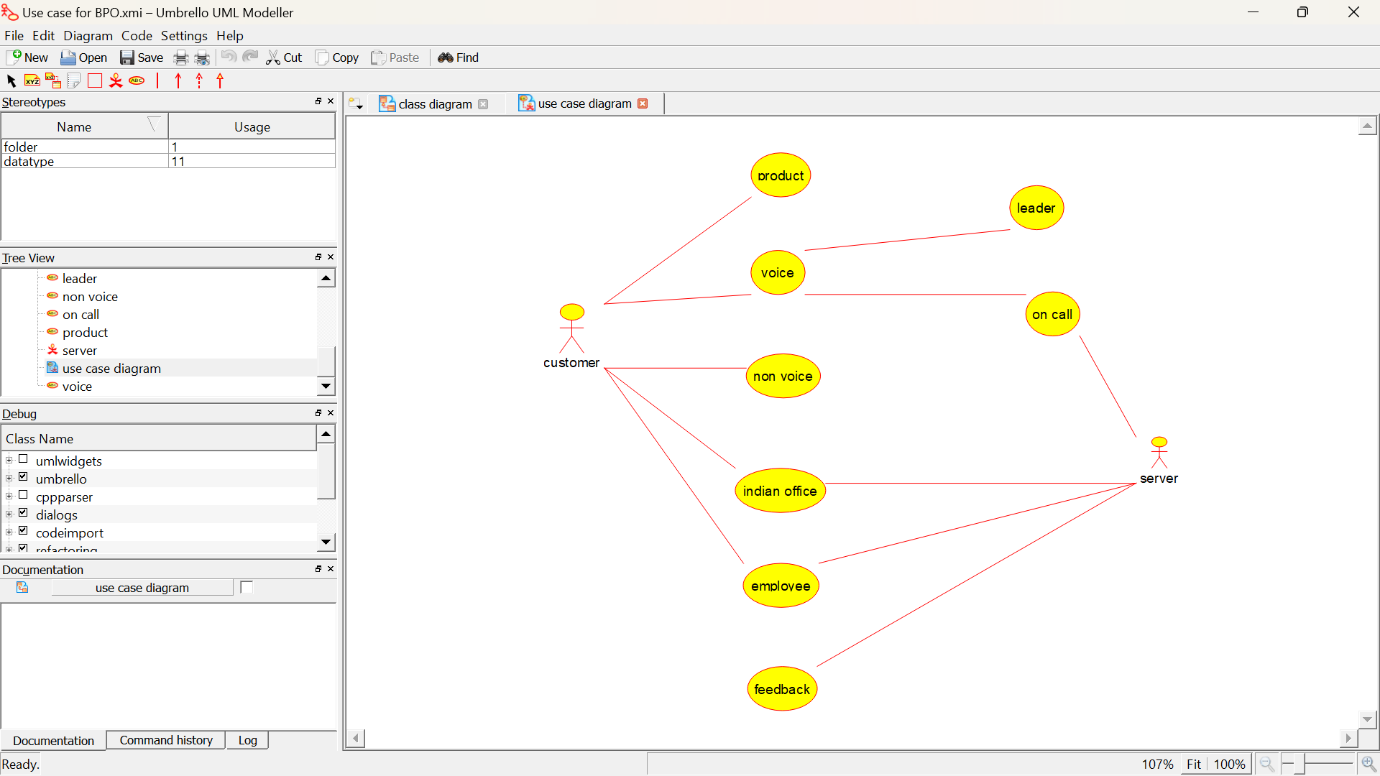 Use case for BPO.xmi – Umbrello UML Modeller
File Edit Diagram Code Settings Help
New Open Save Cut Copy Paste Find
Stereotypes
Name Usage
folder 1
datatype 11
Tree View
leader
non voice
on call
product
server
use case diagram
voice
Debug
Class Name
umlwidgets
umbrello
cppparser
dialogs
codeimport
refactoring
Documentation
use case diagram
Documentation Command history Log
class diagram use case diagram
product
leader
voice
on call
customer
non voice
server
indian office
employee
feedback
Ready.
107% Fit 100%